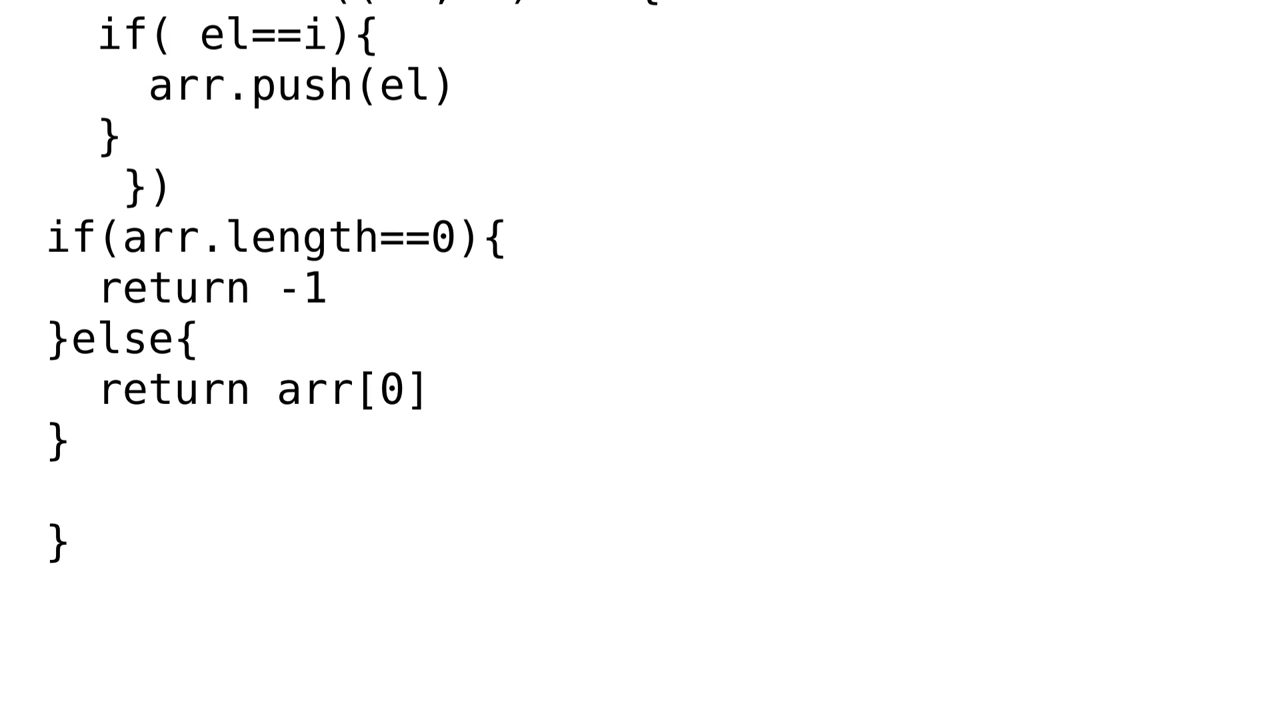 if( el==i){
arr.push(el)
}
})
if(arr.length==0){
return -1
}else{
return arr[0]
}
}